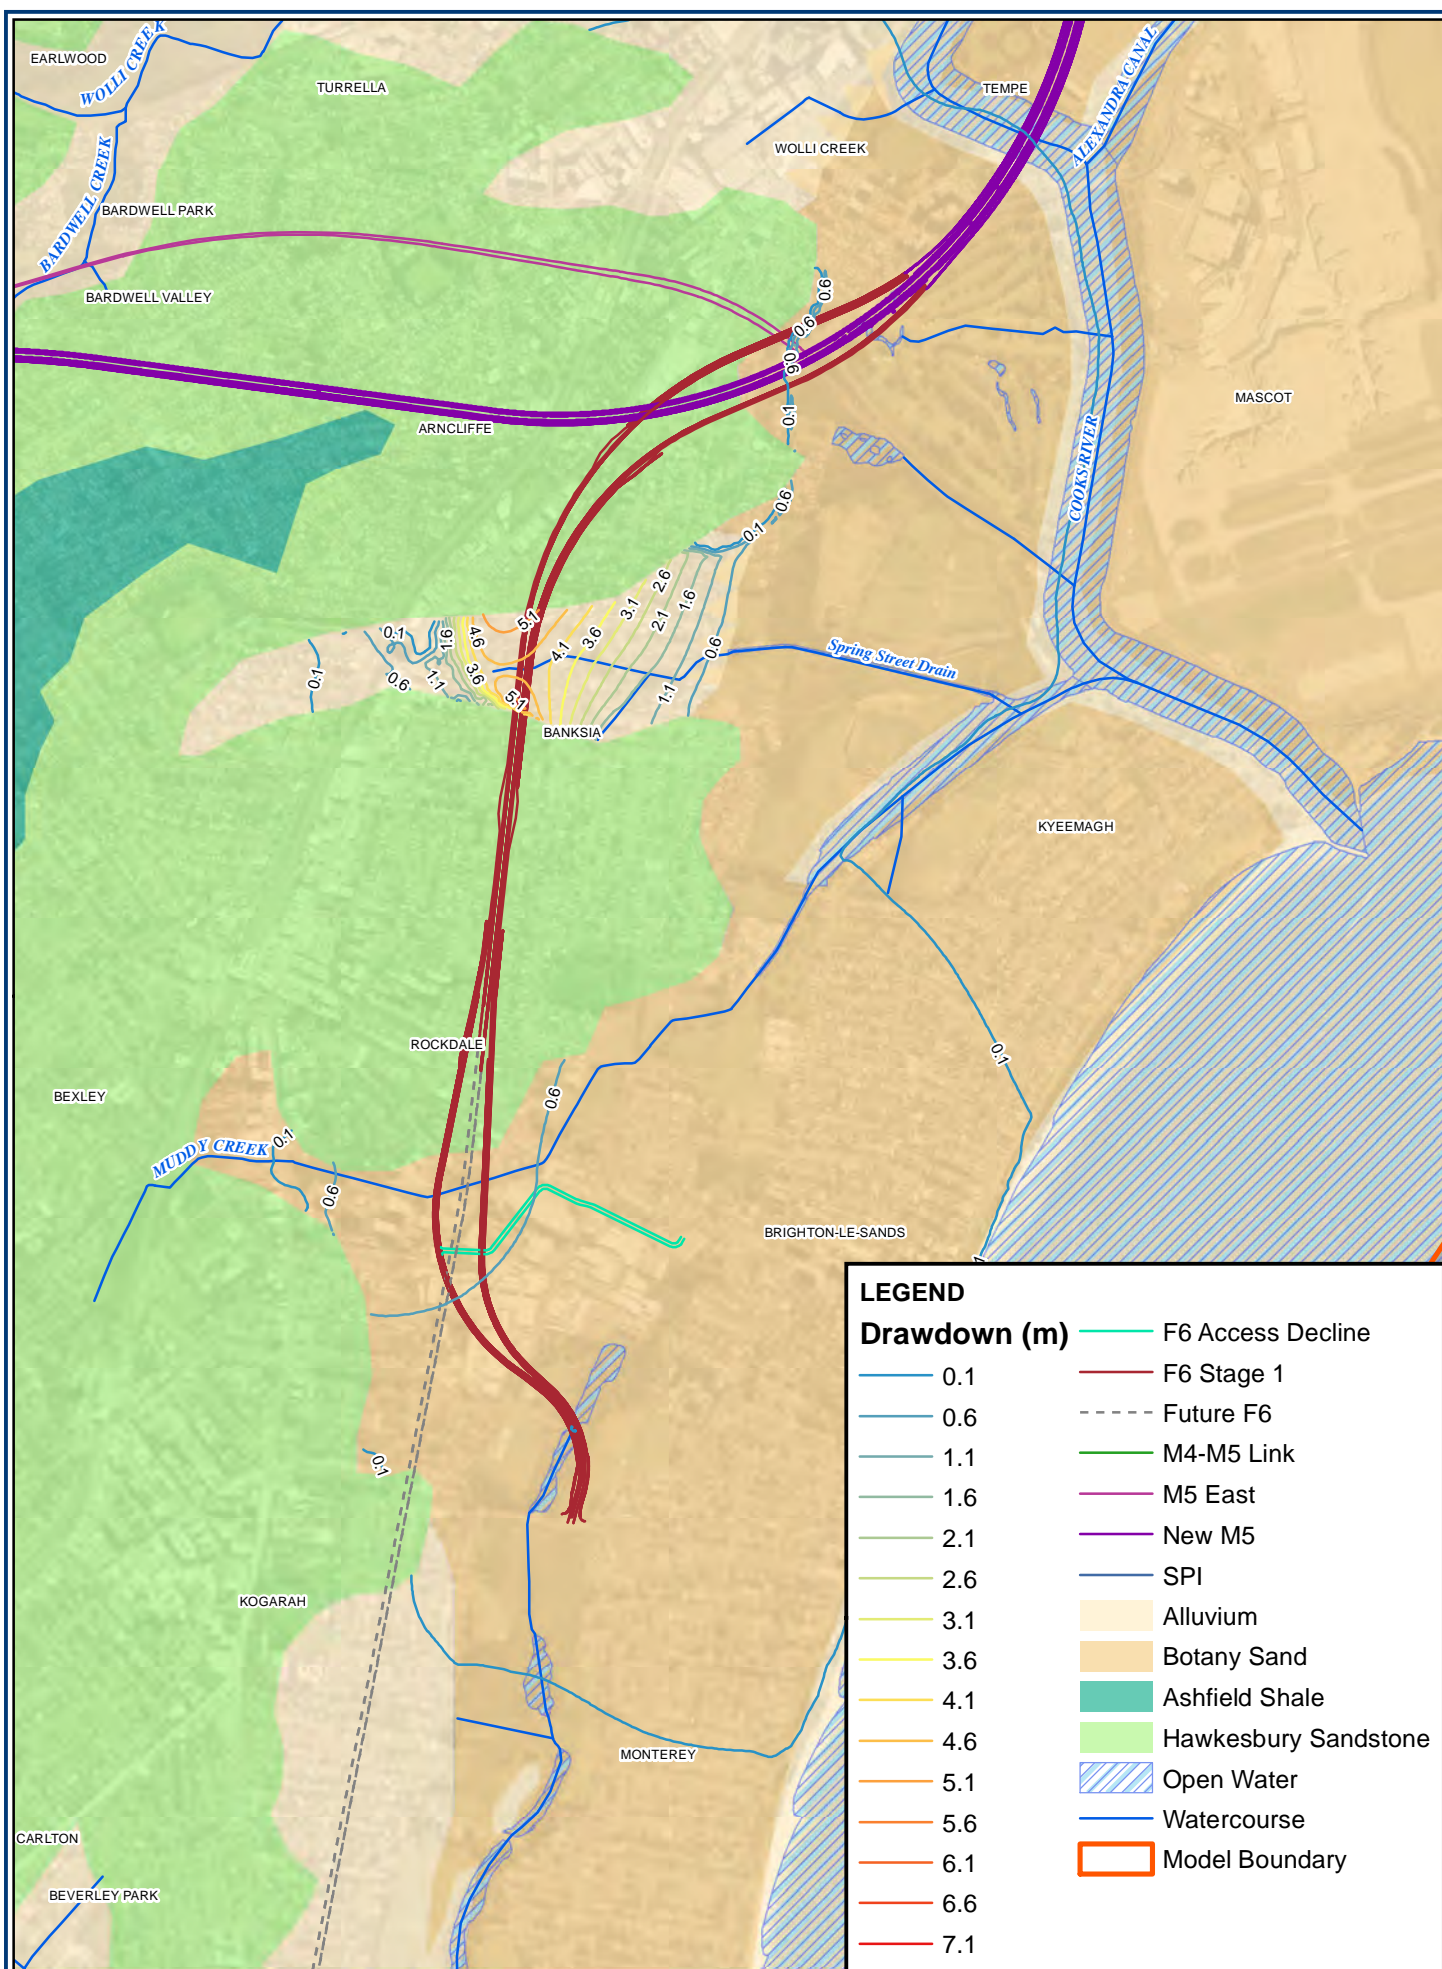 EARLWOOD
WOLLI CREEK
TURRELLA
TEMPE
ALEXANDRA CANAL
WOLLI CREEK
BARDWELL CREEK
BARDWELL PARK
BARDWELL VALLEY
0.6
0.6
0.6
0.1
MASCOT
ARNCLIFFE
COOKS RIVER
0.6
0.1
2.6
1.6
3.1
2.1
5.1
0.1
1.6
4.6
3.6
4.1
0.6
Spring Street Drain
0.1
0.6
1.1
3.6
5.1
1.1
BANKSIA
KYEEMAGH
ROCKDALE
0.1
BEXLEY
0.6
MUDDY CREEK
0.1
0.6
BRIGHTON-LE-SANDS
0.1
KOGARAH
MONTEREY
CARLTON
BEVERLEY PARK
LEGEND
Drawdown (m)
0.1
0.6
1.1
1.6
2.1
2.6
3.1
3.6
4.1
4.6
5.1
5.6
6.1
6.6
7.1
F6 Access Decline
F6 Stage 1
Future F6
M4-M5 Link
M5 East
New M5
SPI
Alluvium
Botany Sand
Ashfield Shale
Hawkesbury Sandstone
Open Water
Watercourse
Model Boundary